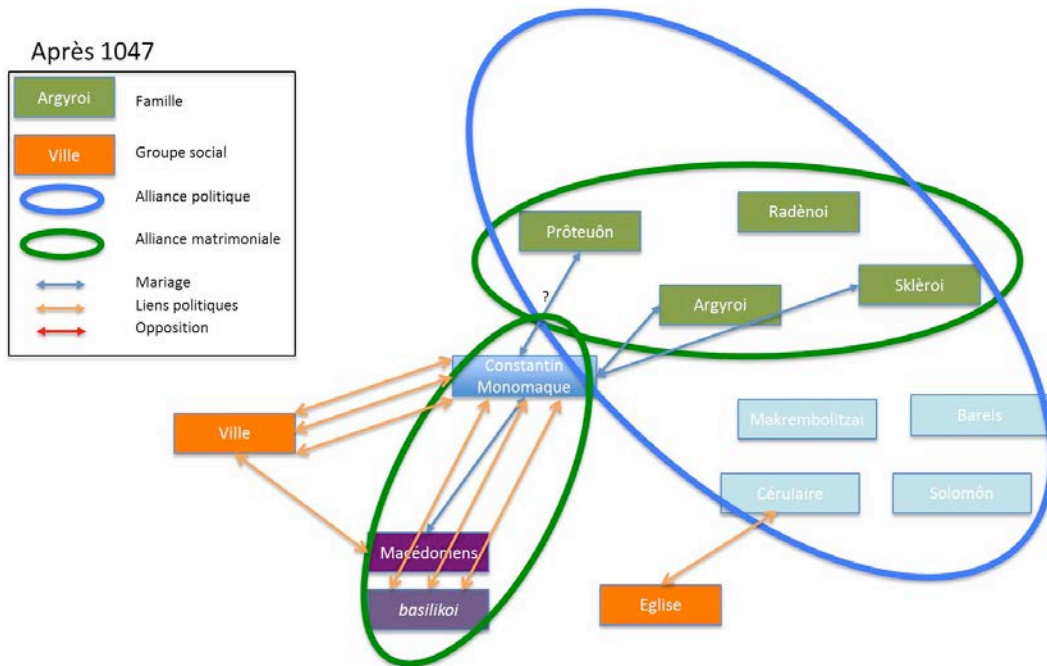 Après 1047
Argyroi
Famille
Ville
Groupe social
Alliance politique
Alliance matrimoniale
Mariage
Liens politiques
Opposition
Radènoi
Prôteuôn
Sklèroi
?
Argyroi
Constantin
Monomaque
Makrembolitzai
Bareis
Ville
Cérulaire
Solomôn
Macédoniens
basilikoi
Eglise